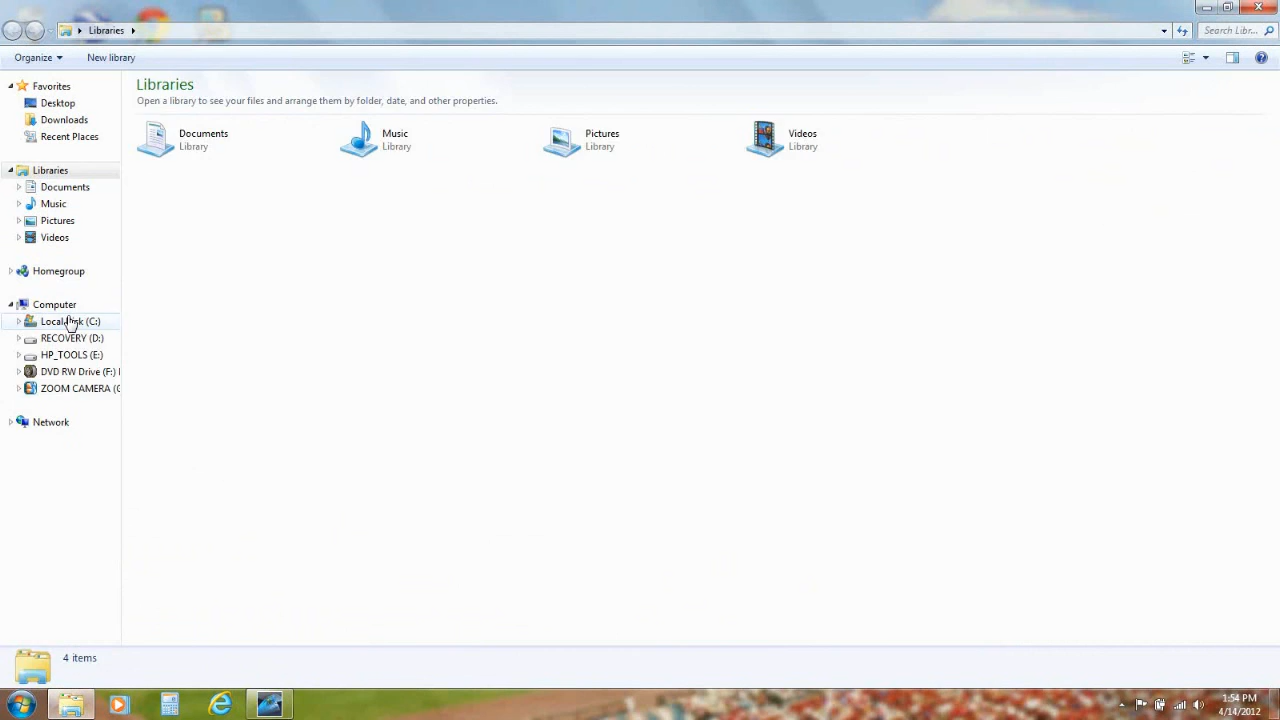 Libraries
Search Libr...
Organize
New library
Favorites
Desktop
Downloads
Recent Places
Libraries
Documents
Music
Pictures
Videos
Homegroup
Computer
Local Disk (C:)
RECOVERY (D:)
HP_TOOLS (E:)
DVD RW Drive (F:)
ZOOM CAMERA (
Network
Libraries
Open a library to see your files and arrange them by folder, date, and other properties.
Documents
Library
Music
Library
Pictures
Library
Videos
Library
4 items
1:54 PM
4/14/2012